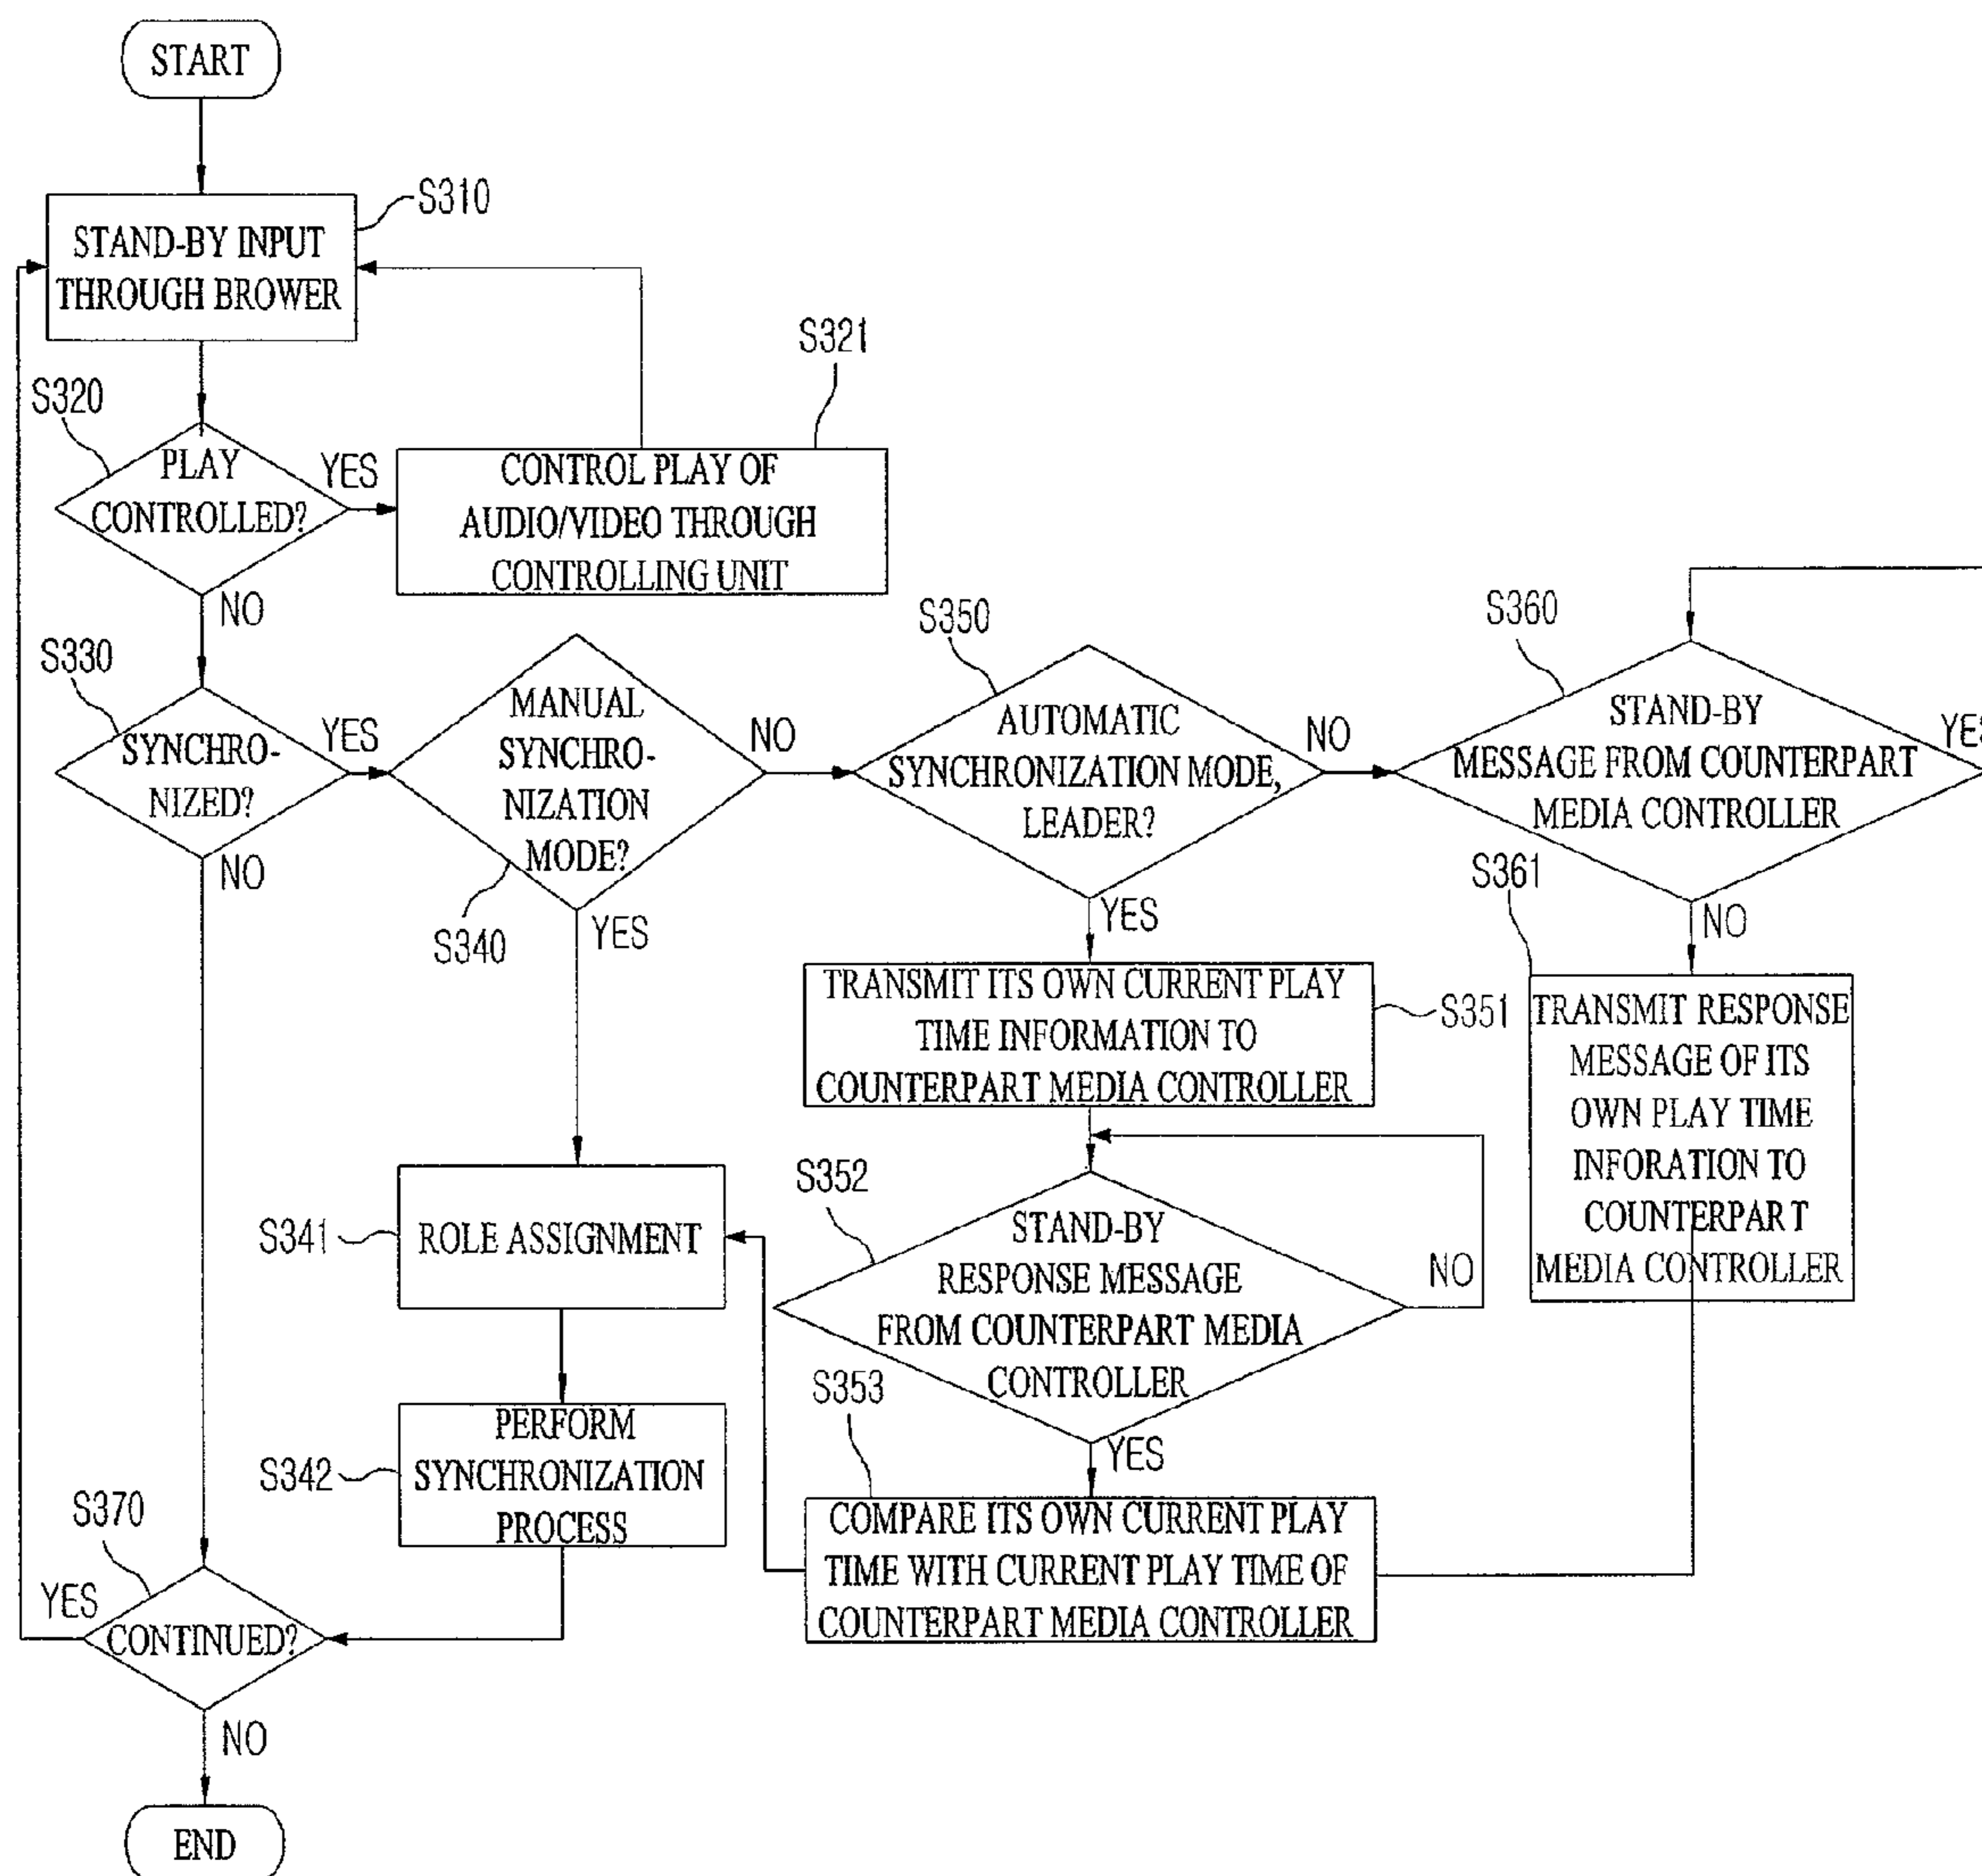 START
S310
STAND-BY INPUT
THROUGH BROWER
S320
PLAY
CONTROLLED?
YES
NO
S321
CONTROL PLAY OF
AUDIO/VIDEO THROUGH
CONTROLLING UNIT
S330
SYNCHRO-
NIZED?
YES
NO
MANUAL
SYNCHRO-
NIZATION
MODE?
S340
NO
YES
S350
AUTOMATIC
SYNCHRONIZATION MODE,
LEADER?
NO
YES
S360
STAND-BY
MESSAGE FROM COUNTERPART
MEDIA CONTROLLER
YES
NO
S361
TRANSMIT RESPONSE
MESSAGE OF ITS
OWN PLAY TIME
INFORATION TO
COUNTERPART
MEDIA CONTROLLER
TRANSMIT ITS OWN CURRENT PLAY
TIME INFORMATION TO
COUNTERPART MEDIA CONTROLLER
S351
S352
STAND-BY
RESPONSE MESSAGE
FROM COUNTERPART MEDIA
CONTROLLER
NO
YES
S353
COMPARE ITS OWN CURRENT PLAY
TIME WITH CURRENT PLAY TIME OF
COUNTERPART MEDIA CONTROLLER
S341
ROLE ASSIGNMENT
S342
PERFORM
SYNCHRONIZATION
PROCESS
S370
CONTINUED?
YES
NO
END